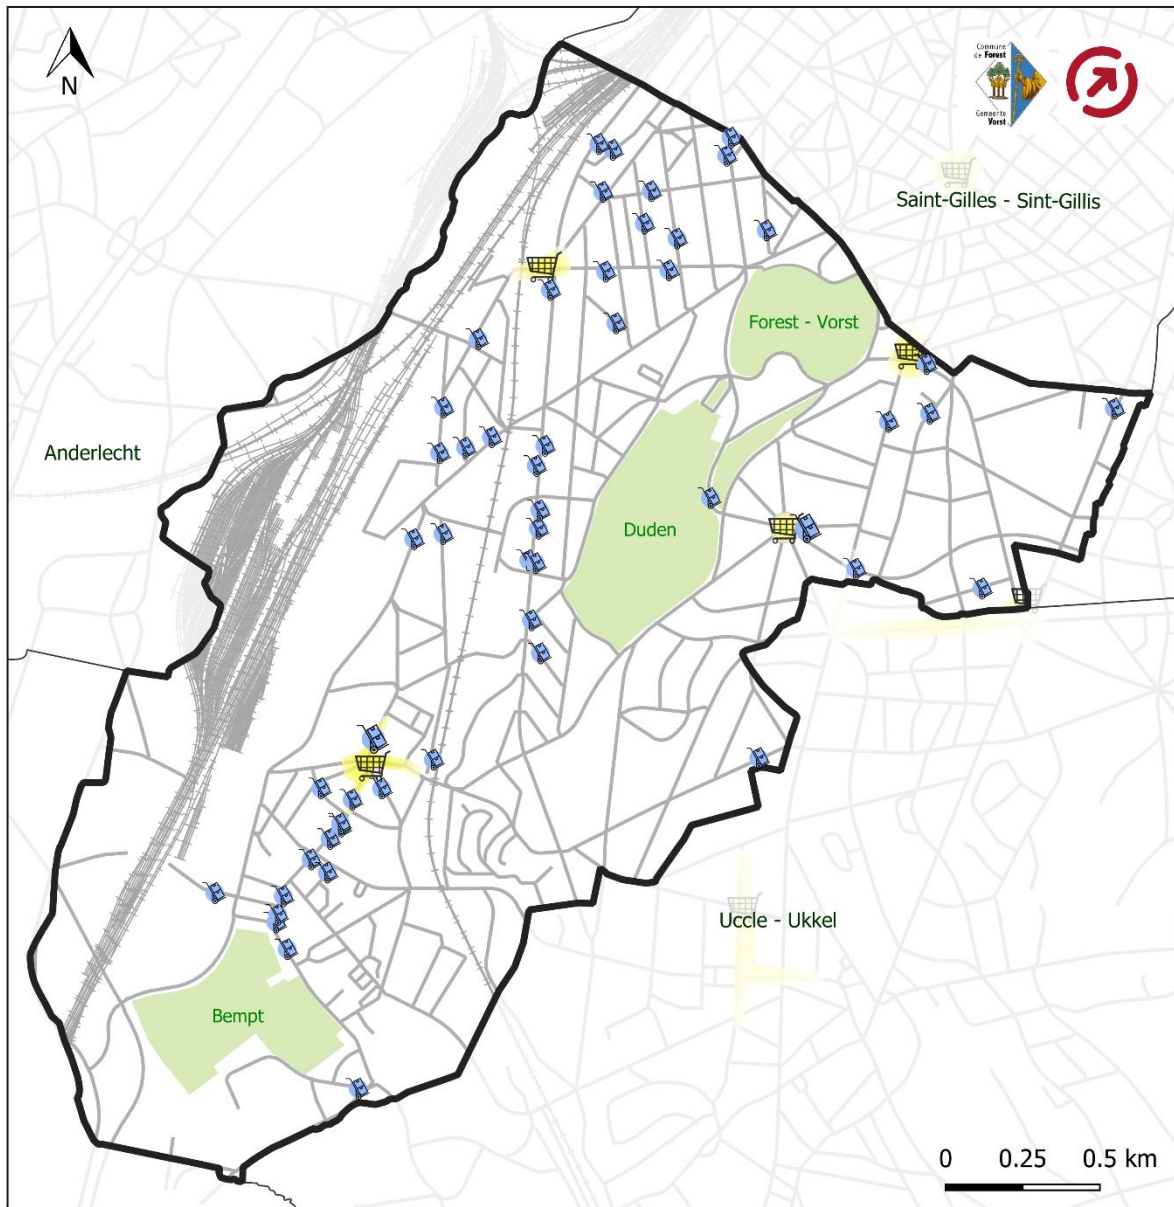 N
Commune
de Forest
Gemeente
Vorst
Saint-Gilles - Sint-Gillis
Forest - Vorst
Anderlecht
Duden
Uccle - Ukkel
Bempt
0 0.25 0.5 km